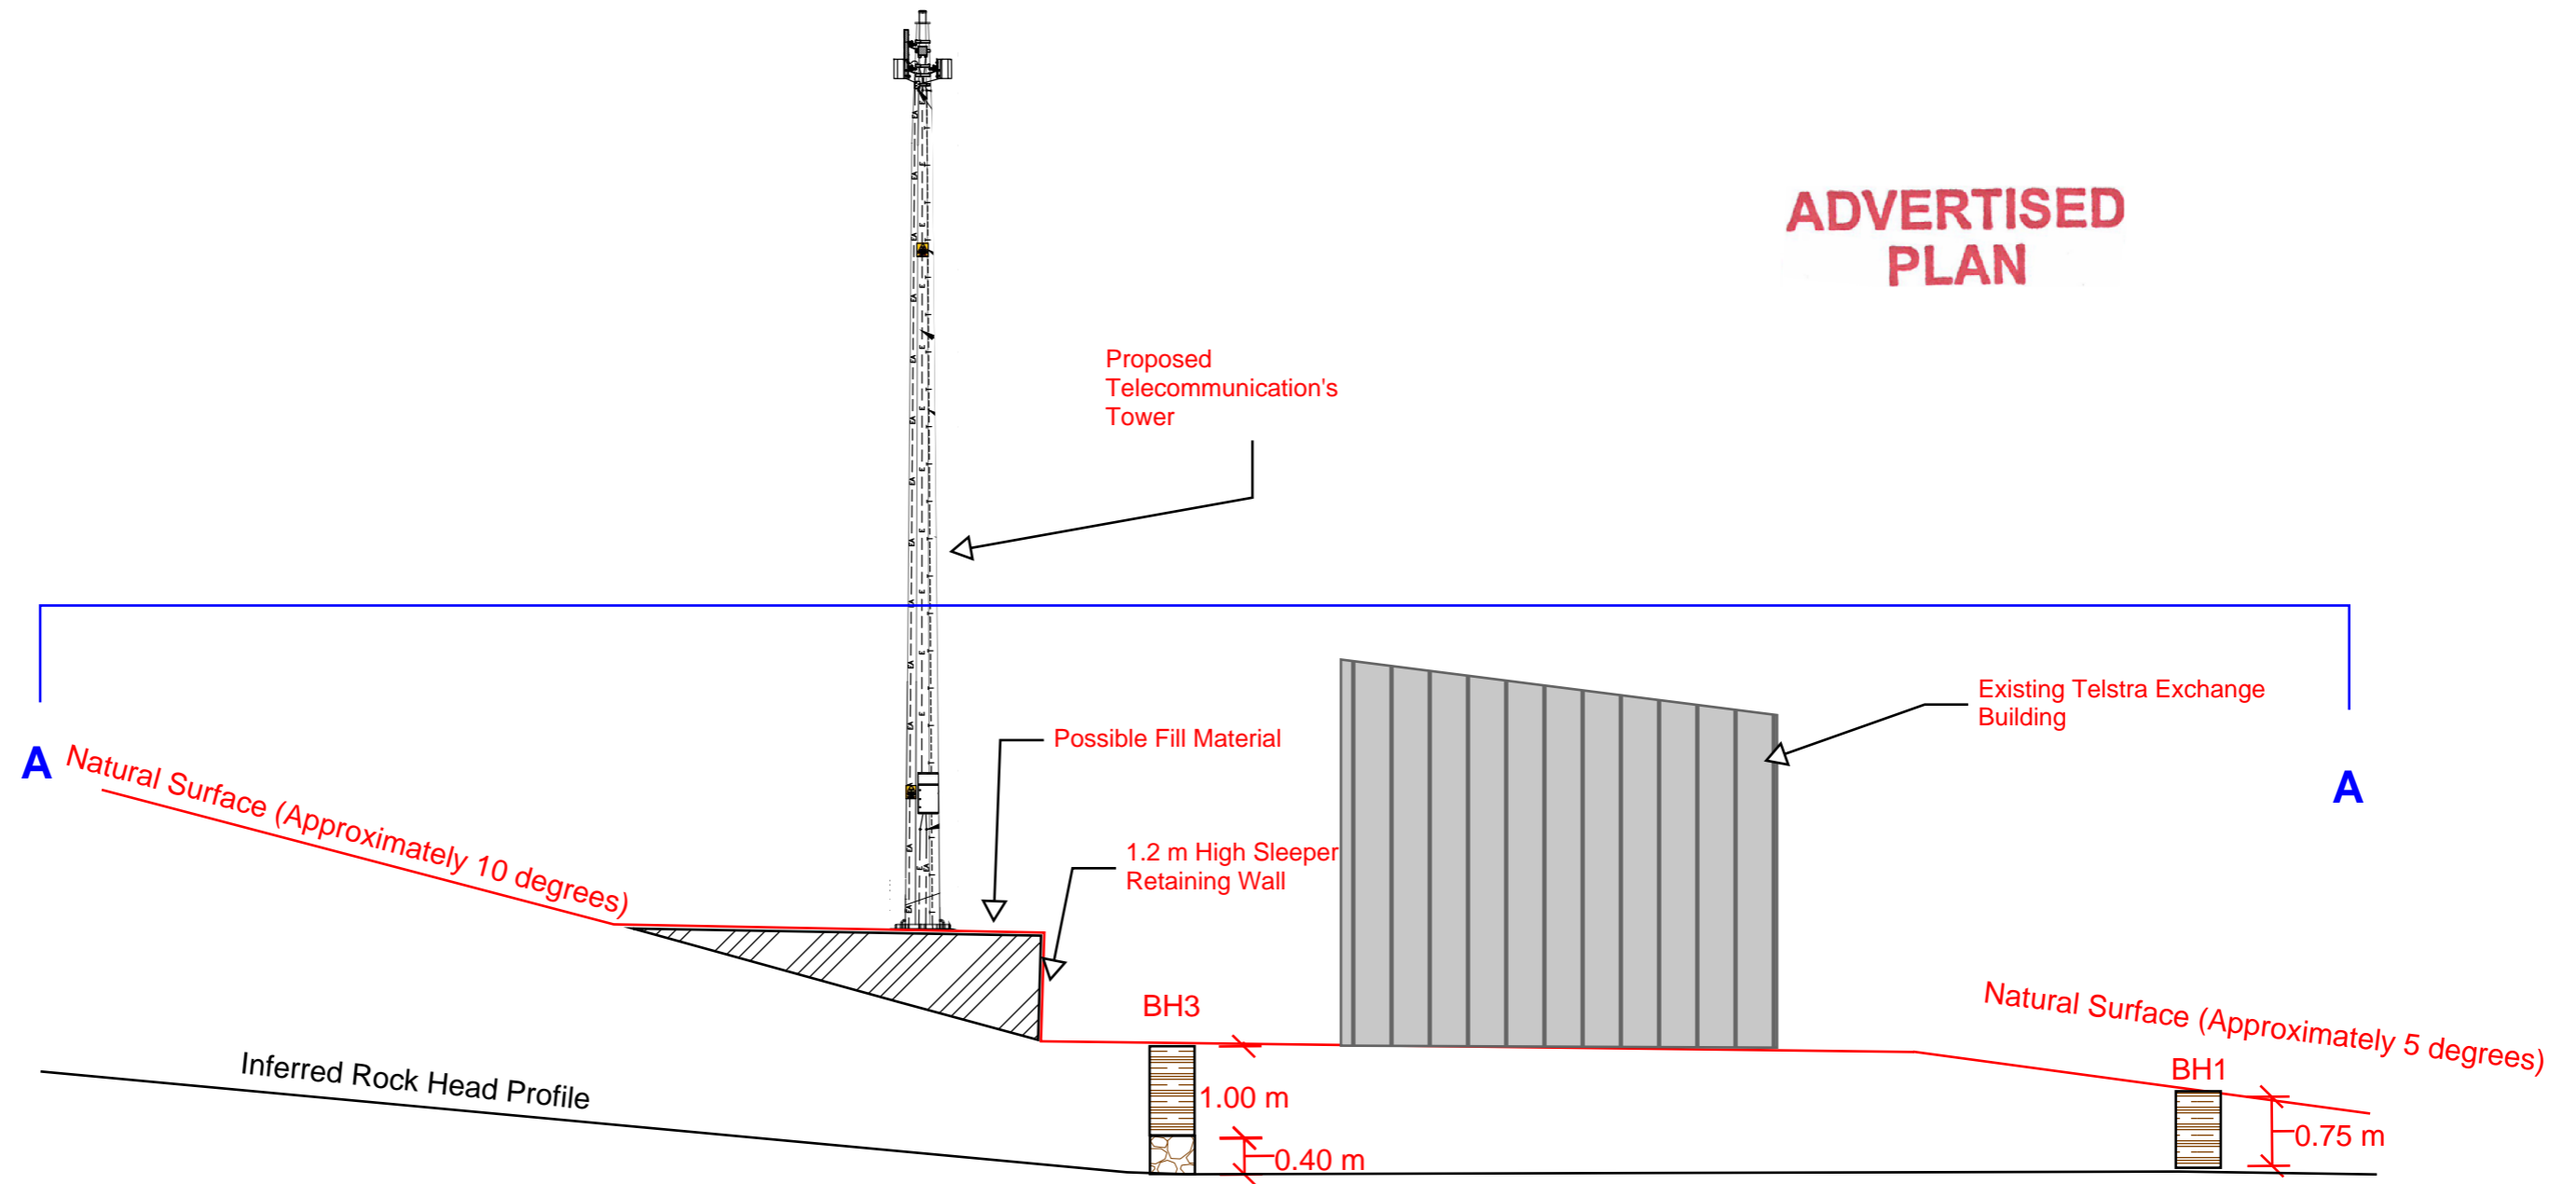 ADVERTISED
PLAN
Proposed
Telecommunication's
Tower
Existing Telstra Exchange
Building
Possible Fill Material
A
A
Natural Surface (Approximately 10 degrees)
1.2 m High Sleeper
Retaining Wall
BH3
Natural Surface (Approximately 5 degrees)
Inferred Rock Head Profile
BH1
1.00 m
0.75 m
0.40 m